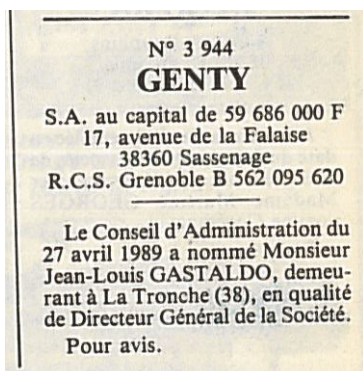 N° 3 944
GENTY
S.A. au capital de 59 686 000 F
17, avenue de la Falaise
38360 Sassenage
R.C.S. Grenoble B 562 095 620
Le Conseil d'Administration du
27 avril 1989 a nommé Monsieur
Jean-Louis GASTALDO, demeu-
rant à La Tronche (38), en qualité
de Directeur Général de la Société.
Pour avis.